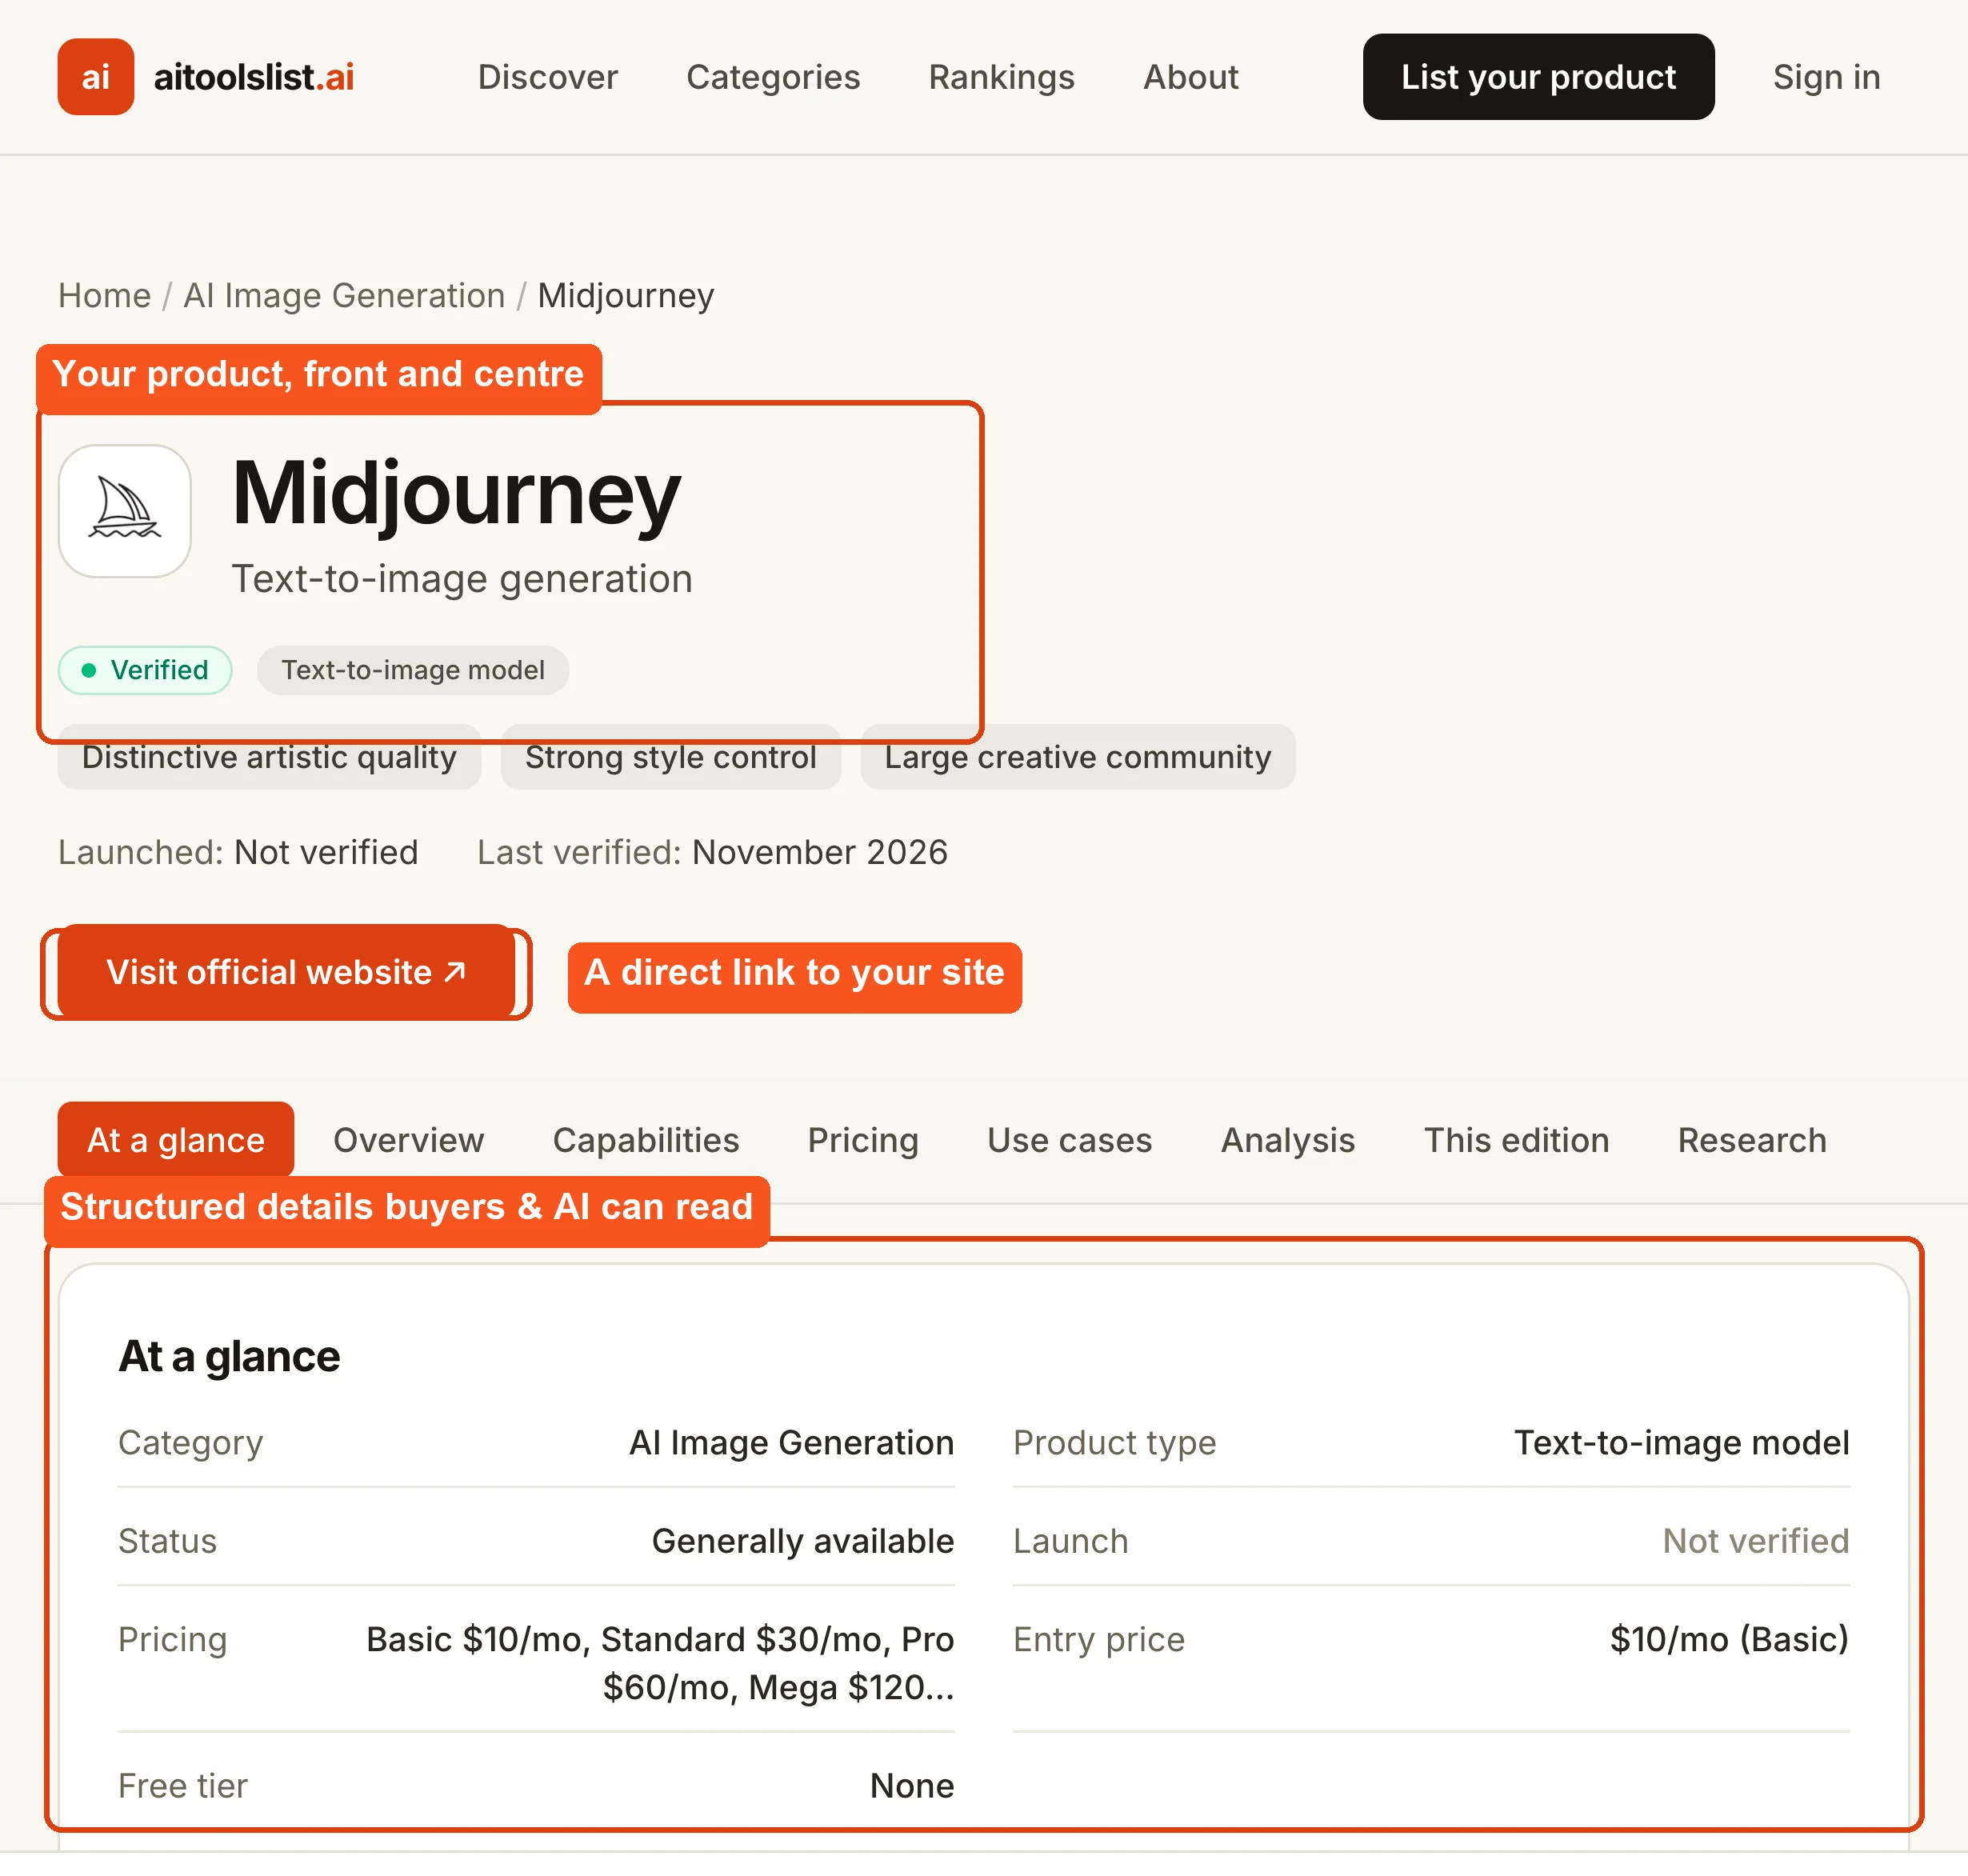 ai aitoolslist.ai Discover Categories Rankings About List your product Sign in
Home / AI Image Generation / Midjourney
Your product, front and centre
Midjourney
Text-to-image generation
Verified Text-to-image model
Distinctive artistic quality Strong style control Large creative community
Launched: Not verified Last verified: November 2026
Visit official website ↗ A direct link to your site
At a glance Overview Capabilities Pricing Use cases Analysis This edition Research
Structured details buyers & AI can read
At a glance
Category AI Image Generation Product type Text-to-image model
Status Generally available Launch Not verified
Pricing Basic $10/mo, Standard $30/mo, Pro Entry price $10/mo (Basic)
$60/mo, Mega $120...
Free tier None